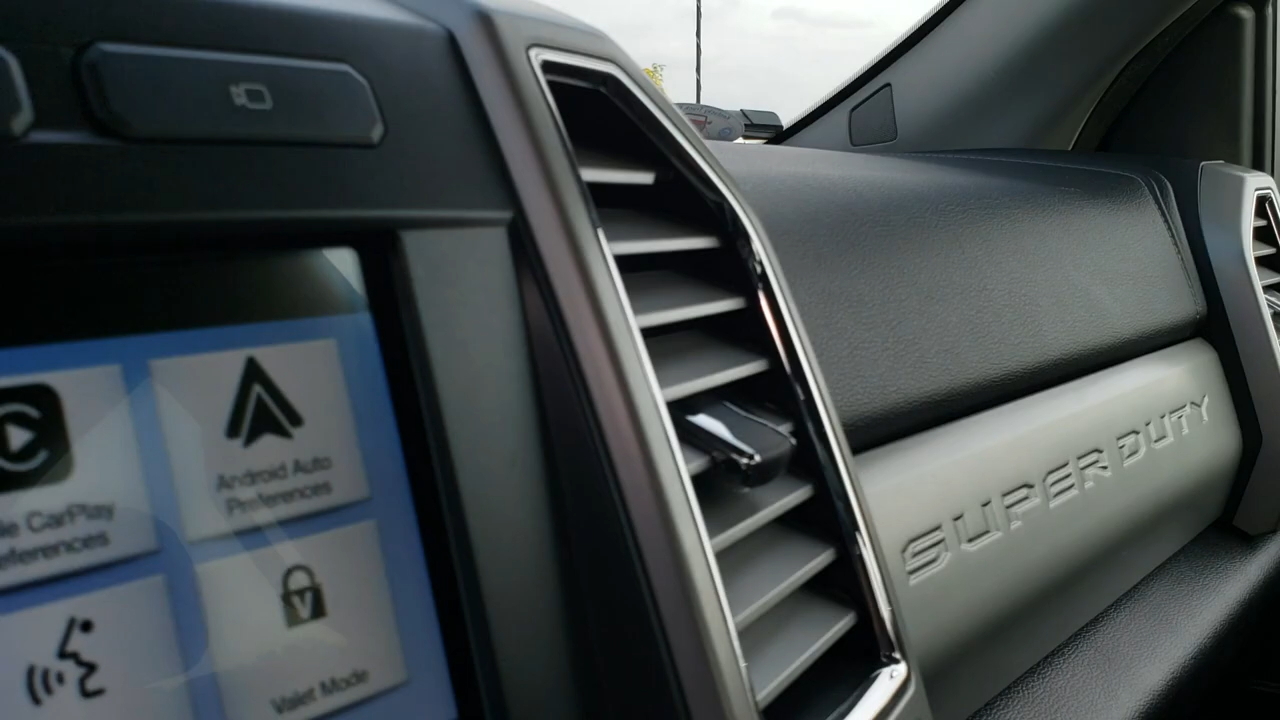 le CarPlay
eferences
Android Auto
Preferences
Valet Mode
SUPER DUTY